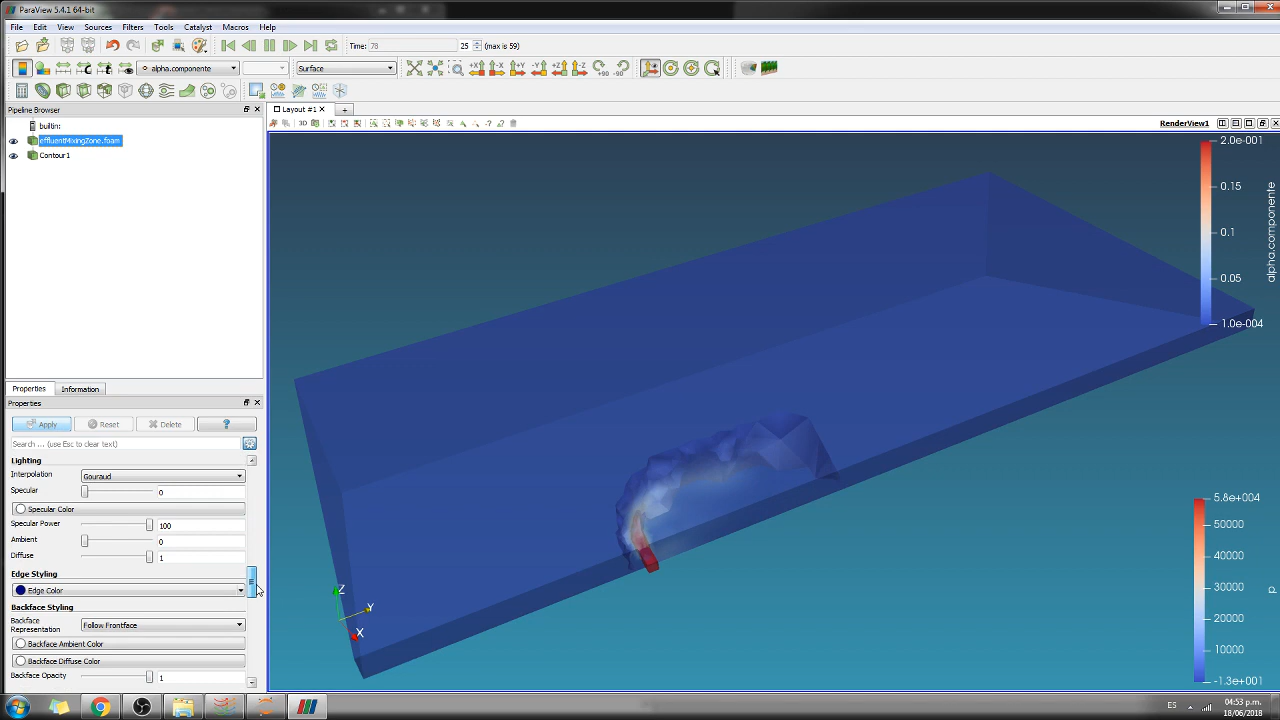 ParaView 5.4.1 64-bit
File Edit View Sources Filters Tools Catalyst Macros Help
Time: 78 25 (max is 59)
alpha.componente Surface +X -X +Y -Y +Z -Z +90 -90
Pipeline Browser
Layout #1 +
3D
RenderView1
builtin:
effluentMixingZone.foam
Contour1
2.0e-001
0.15
0.1
0.05
1.0e-004
alpha.componente
Properties Information
Properties
Apply Reset Delete ?
Search ... (use Esc to clear text)
Lighting
Interpolation Gouraud
Specular 0
Specular Color
Specular Power 100
Ambient 0
Diffuse 1
Edge Styling
Edge Color
Backface Styling
Backface Representation Follow Frontface
Backface Ambient Color
Backface Diffuse Color
Backface Opacity 1
Z
Y
X
5.8e+004
50000
40000
30000
20000
10000
-1.3e+001
p
ES 04:53 p.m.
18/06/2018